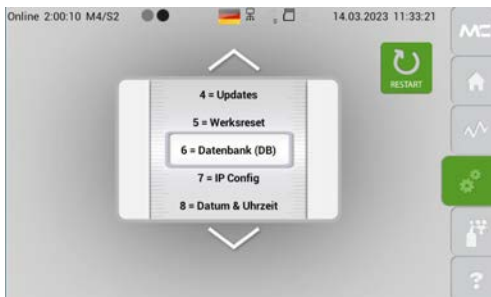 Online 2:00:10 M4/S2 14.03.2023 11:33:21
MC
RESTART
4 = Updates
5 = Werksreset
6 = Datenbank (DB)
7 = IP Config
8 = Datum & Uhrzeit
?